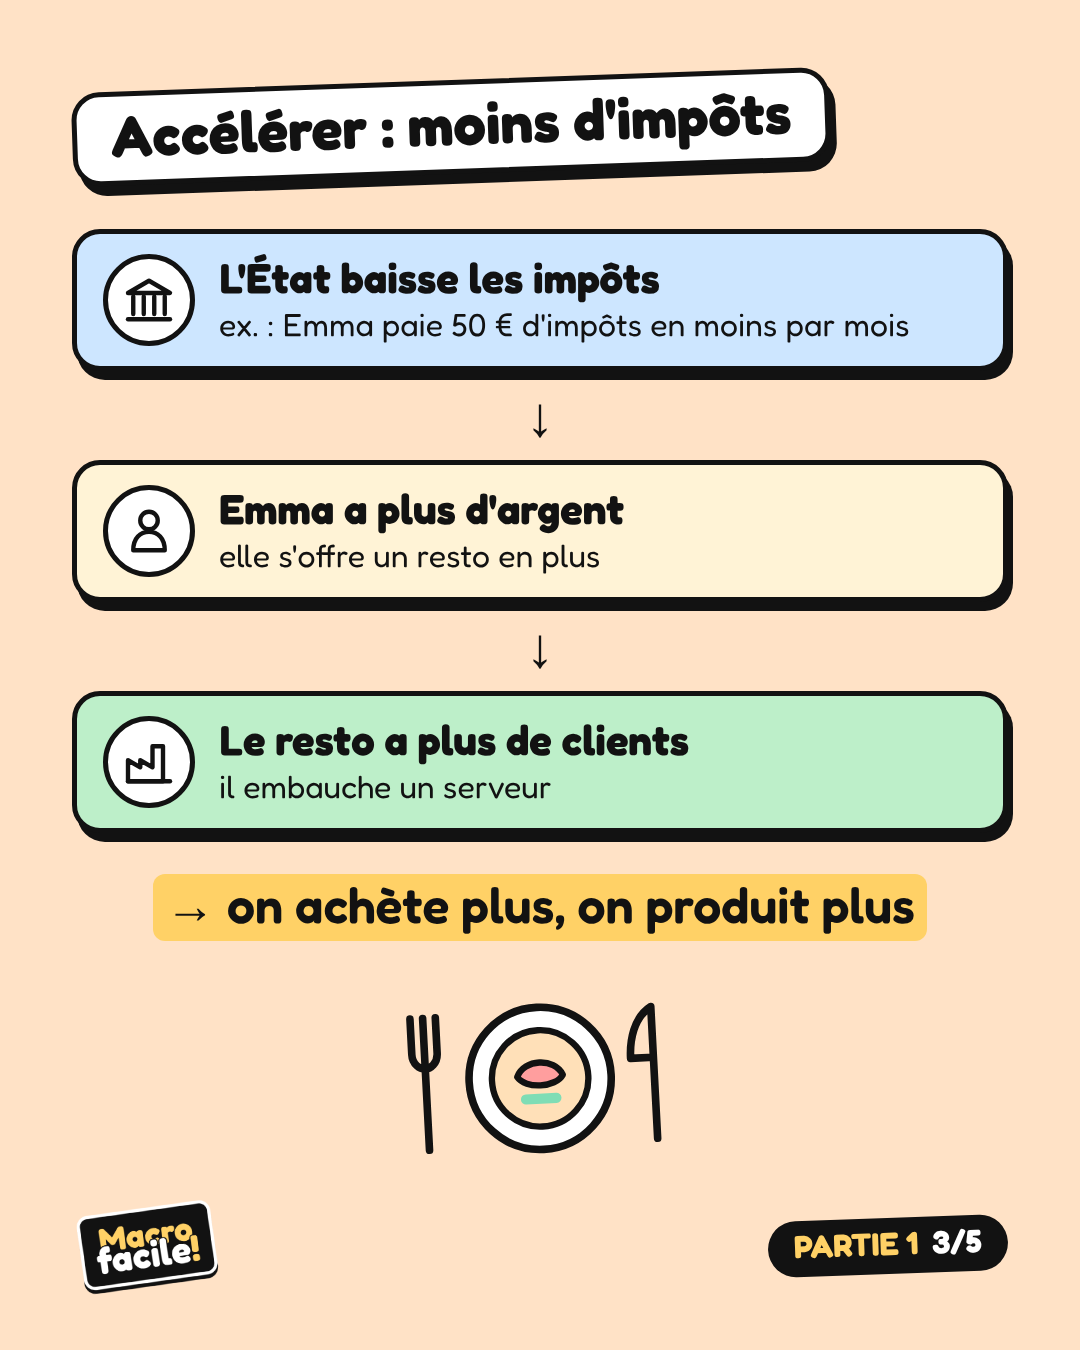 Accélérer : moins d'impôts
L'État baisse les impôts
ex. : Emma paie 50 € d'impôts en moins par mois
↓
Emma a plus d'argent
elle s'offre un resto en plus
↓
Le resto a plus de clients
il embauche un serveur
→ on achète plus, on produit plus
Macro
facile!
PARTIE 1 3/5